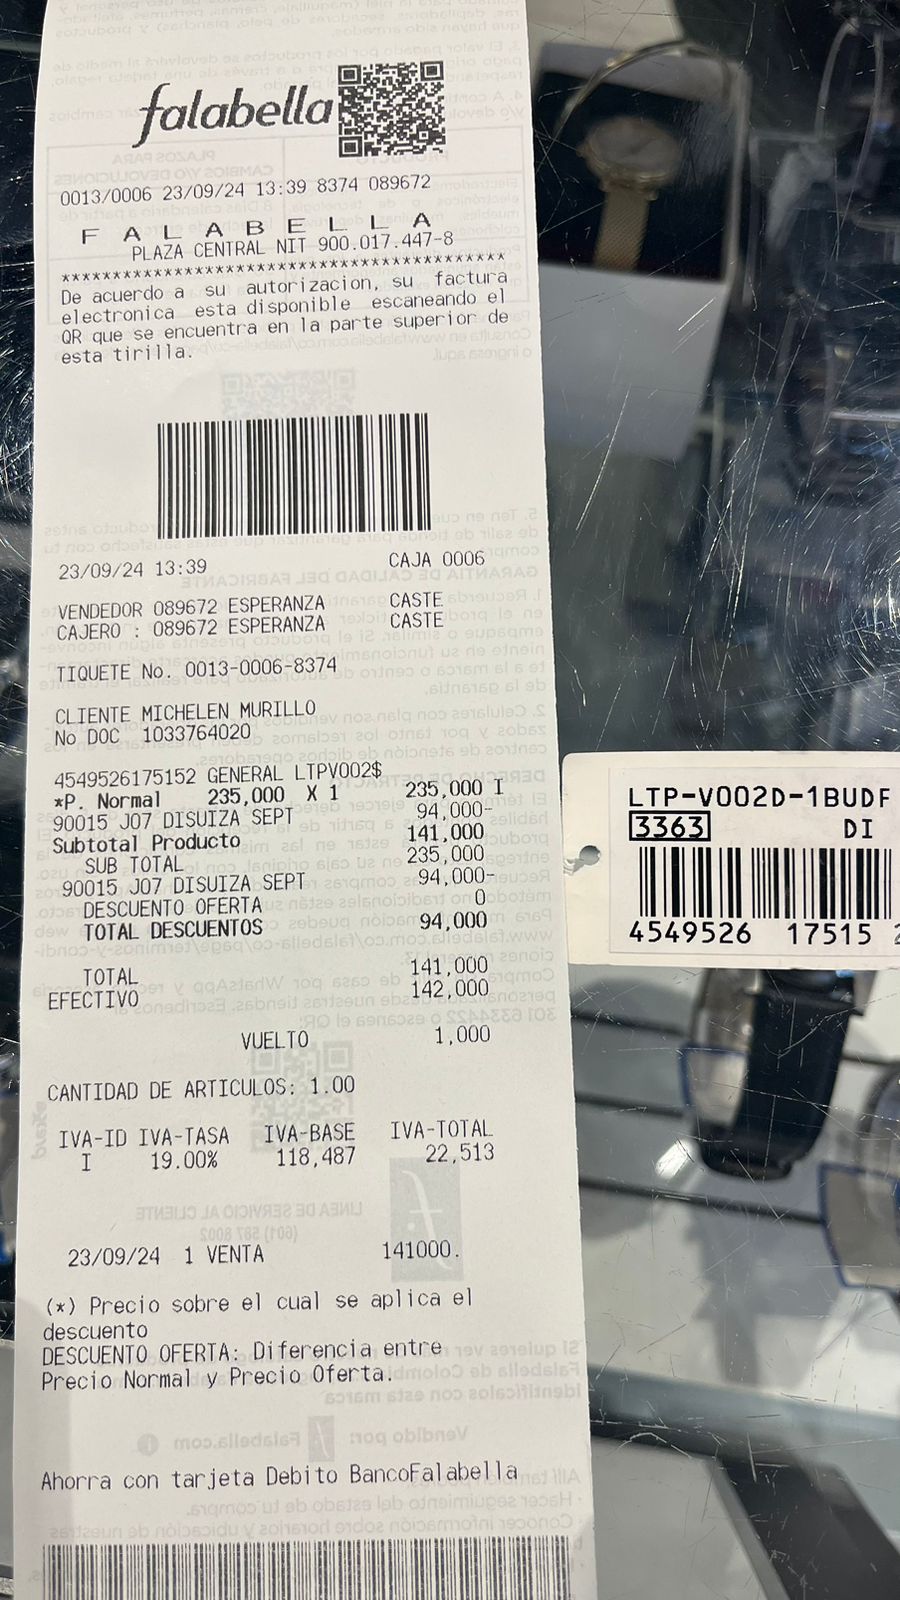 falabella
0013/0006 23/09/24 13:39 8374 089672
F A L A B E L L A
PLAZA CENTRAL NIT 900.017.447-8
******************************************
De acuerdo a su autorizacion, su factura
electronica esta disponible escaneando el
QR que se encuentra en la parte superior de
esta tirilla.
23/09/24 13:39 CAJA 0006
VENDEDOR 089672 ESPERANZA CASTE
CAJERO : 089672 ESPERANZA CASTE
TIQUETE No. 0013-0006-8374
CLIENTE MICHELEN MURILLO
No DOC 1033764020
4549526175152 GENERAL LTPV002$
*P. Normal 235,000 X 1 235,000 I
90015 J07 DISUIZA SEPT 94,000-
Subtotal Producto 141,000
SUB TOTAL 235,000
90015 J07 DISUIZA SEPT 94,000-
DESCUENTO OFERTA 0
TOTAL DESCUENTOS 94,000
TOTAL 141,000
EFECTIVO 142,000
VUELTO 1,000
CANTIDAD DE ARTICULOS: 1.00
IVA-ID IVA-TASA IVA-BASE IVA-TOTAL
I 19.00% 118,487 22,513
23/09/24 1 VENTA 141000.
(*) Precio sobre el cual se aplica el
descuento
DESCUENTO OFERTA: Diferencia entre
Precio Normal y Precio Oferta.
Ahorra con tarjeta Debito BancoFalabella
LTP-V002D-1BUDF
3363 DI
4549526 17515